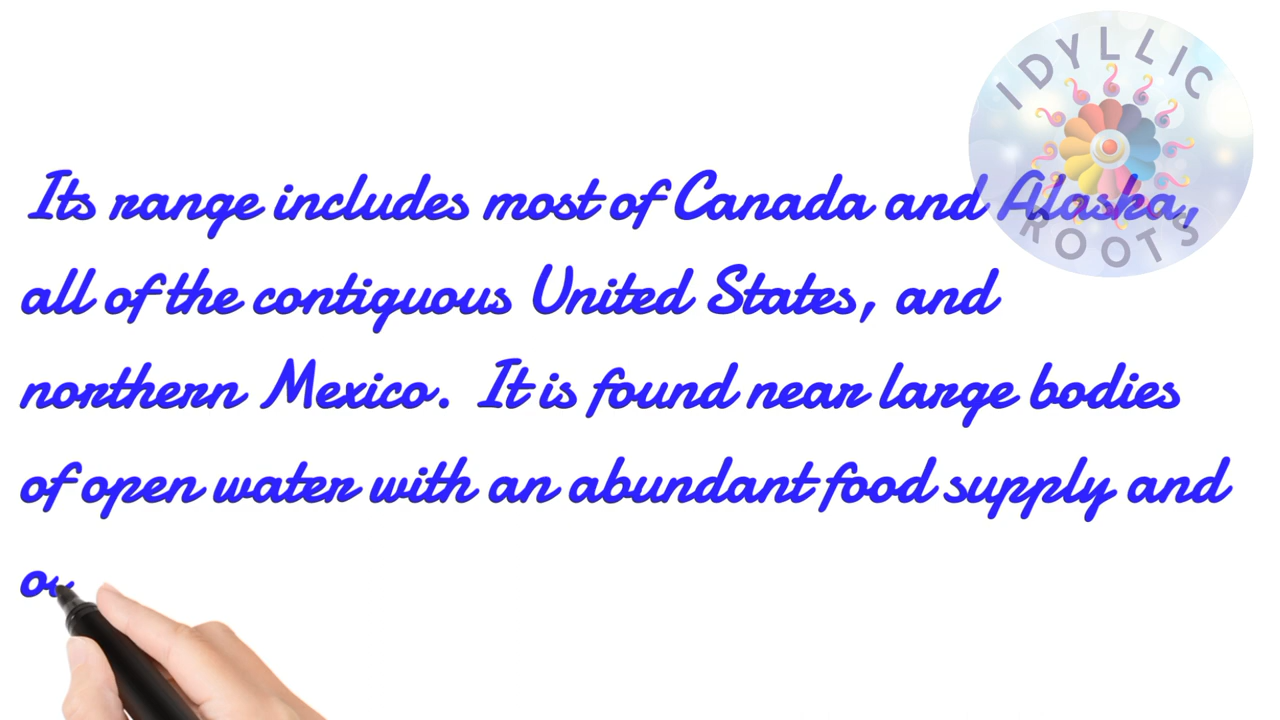 IDYLLIC
ROOTS
Its range includes most of Canada and Alaska,
all of the contiguous United States, and
northern Mexico. It is found near large bodies
of open water with an abundant food supply and